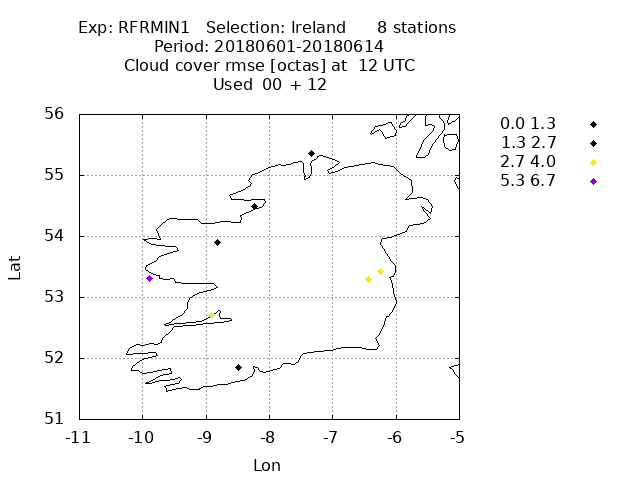 Exp: RFRMIN1 Selection: Ireland 8 stations
Period: 20180601-20180614
Cloud cover rmse [octas] at 12 UTC
Used 00 + 12
56
55
54
53
52
51
-11 -10 -9 -8 -7 -6 -5
Lat
Lon
0.0 1.3
1.3 2.7
2.7 4.0
5.3 6.7